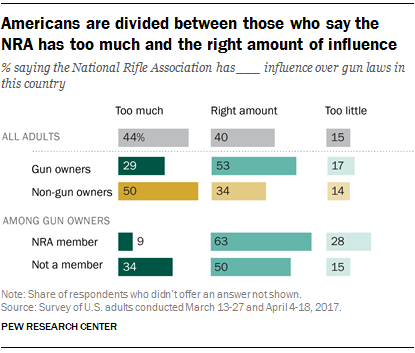 Americans are divided between those who say the
NRA has too much and the right amount of influence
% saying the National Rifle Association has____ influence over gun laws in
this country
Too much Right amount Too little
ALL ADULTS 44% 40 15
Gun owners 29 53 17
Non-gun owners 50 34 14
AMONG GUN OWNERS
NRA member 9 63 28
Not a member 34 50 15
Note: Share of respondents who didn't offer an answer not shown.
Source: Survey of U.S. adults conducted March 13-27 and April 4-18, 2017.
PEW RESEARCH CENTER